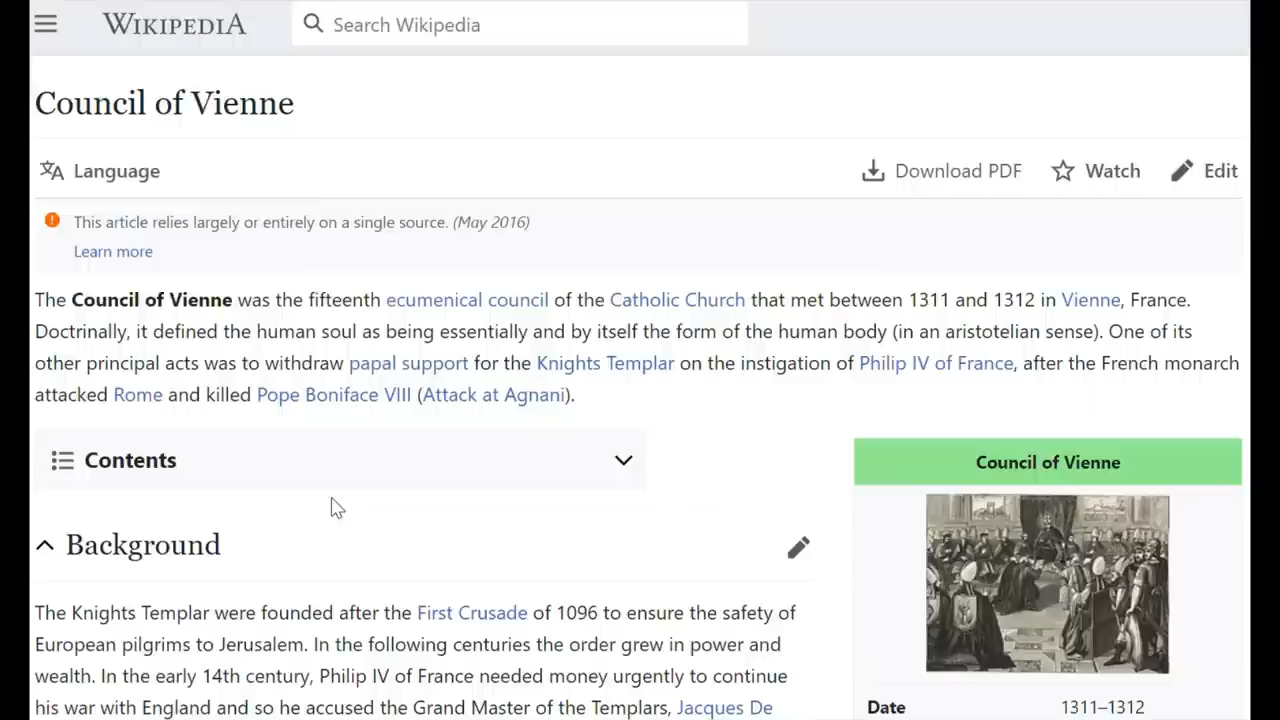 WIKIPEDIA
Search Wikipedia
Council of Vienne
Language
Download PDF
Watch
Edit
This article relies largely or entirely on a single source. (May 2016)
Learn more
The Council of Vienne was the fifteenth ecumenical council of the Catholic Church that met between 1311 and 1312 in Vienne, France.
Doctrinally, it defined the human soul as being essentially and by itself the form of the human body (in an aristotelian sense). One of its
other principal acts was to withdraw papal support for the Knights Templar on the instigation of Philip IV of France, after the French monarch
attacked Rome and killed Pope Boniface VIII (Attack at Agnani).
Contents
Council of Vienne
Background
The Knights Templar were founded after the First Crusade of 1096 to ensure the safety of
European pilgrims to Jerusalem. In the following centuries the order grew in power and
wealth. In the early 14th century, Philip IV of France needed money urgently to continue
his war with England and so he accused the Grand Master of the Templars, Jacques De
Date 1311–1312